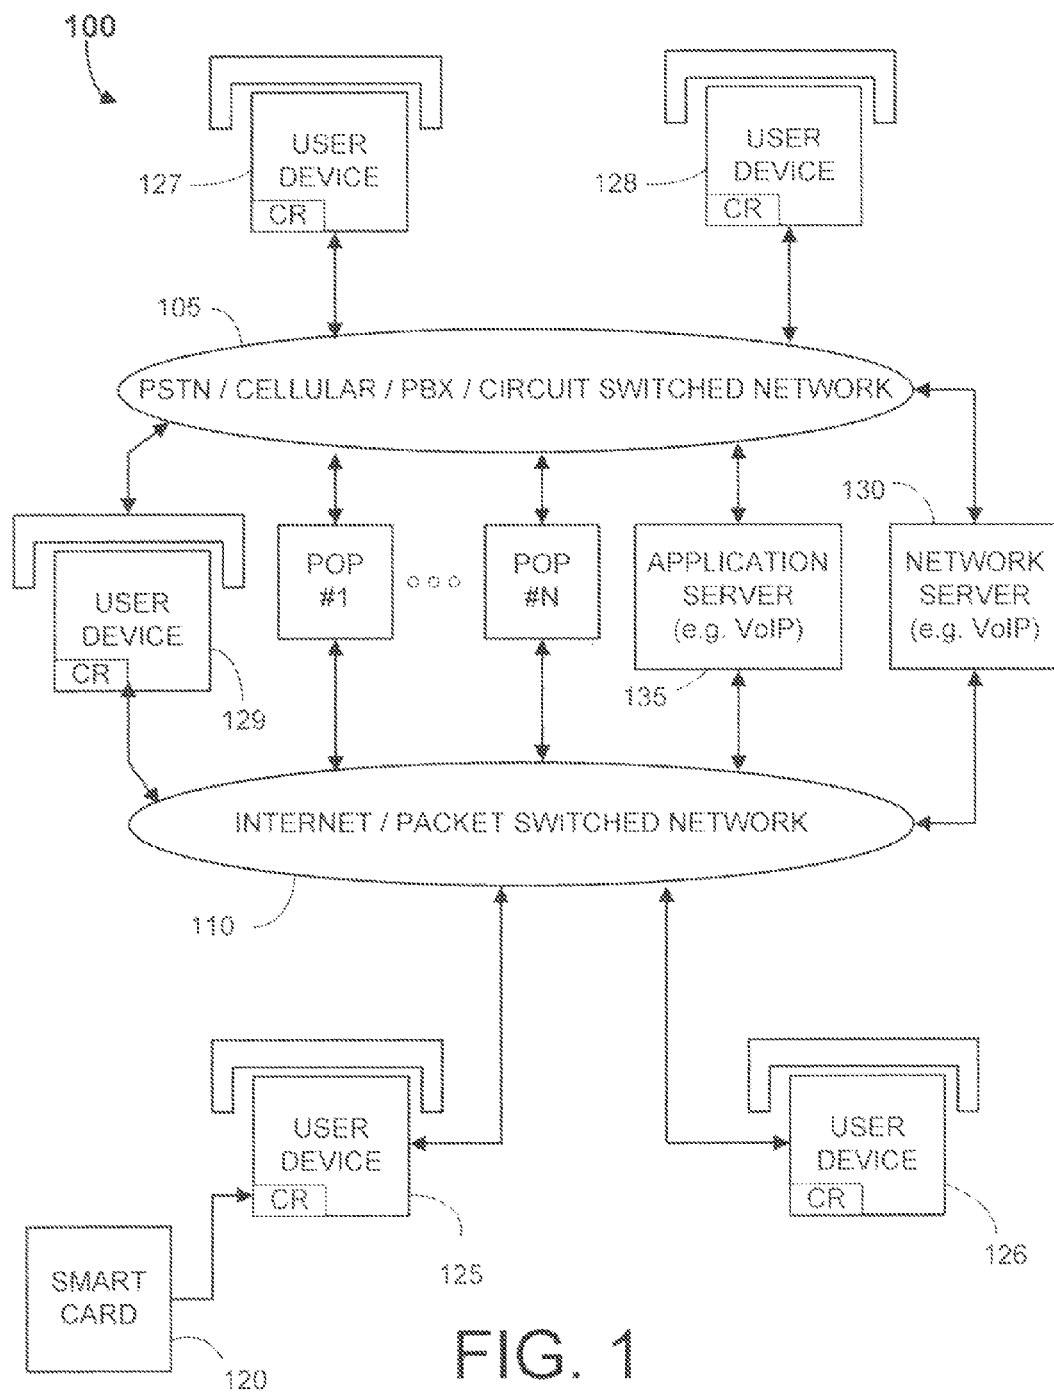 100
USER
DEVICE
CR
127
USER
DEVICE
CR
128
105
PSTN / CELLULAR / PBX / CIRCUIT SWITCHED NETWORK
130
USER
DEVICE
CR
129
POP
#1
POP
#N
APPLICATION
SERVER
(e.g. VoIP)
135
NETWORK
SERVER
(e.g. VoIP)
INTERNET / PACKET SWITCHED NETWORK
110
USER
DEVICE
CR
125
USER
DEVICE
CR
126
SMART
CARD
120
FIG. 1